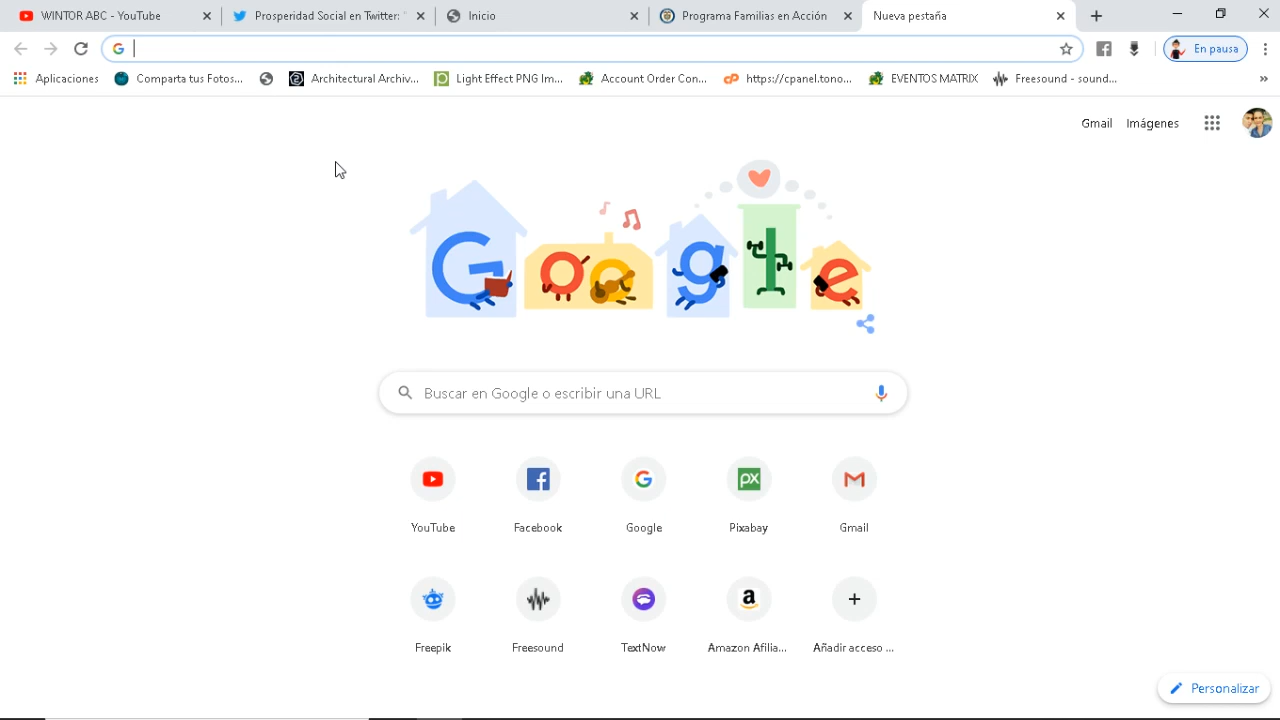 WINTOR ABC - YouTube
Prosperidad Social en Twitter: "
Inicio
Programa Familias en Acción
Nueva pestaña
En pausa
Aplicaciones
Comparta tus Fotos...
Architectural Archiv...
Light Effect PNG Im...
Account Order Con...
https://cpanel.tono...
EVENTOS MATRIX
Freesound - sound...
Gmail
Imágenes
Google
Buscar en Google o escribir una URL
YouTube
Facebook
Google
Pixabay
Gmail
Freepik
Freesound
TextNow
Amazon Afilia...
Añadir acceso ...
Personalizar